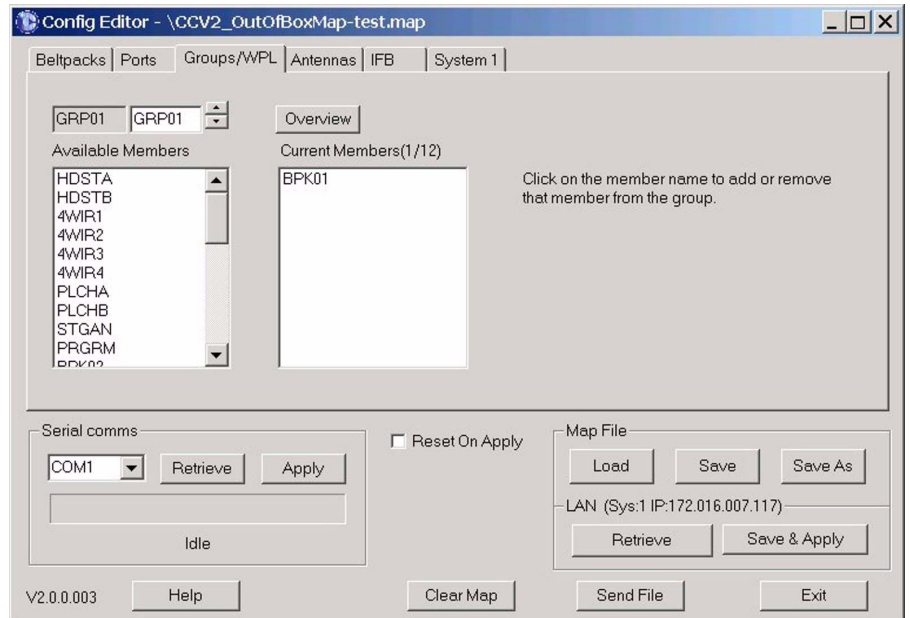 Config Editor - \CCV2_OutOfBoxMap-test.map
Beltpacks Ports Groups/WPL Antennas IFB System 1
GRP01 GRP01 Overview
Available Members
Current Members(1/12)
HDSTA
HDSTB
4WIR1
4WIR2
4WIR3
4WIR4
PLCHA
PLCHB
STGAN
PRGRM
BPK02
BPK01
Click on the member name to add or remove
that member from the group.
Serial comms
COM1 Retrieve Apply
Idle
Reset On Apply
Map File
Load Save Save As
LAN (Sys:1 IP:172.016.007.117)
Retrieve Save & Apply
V2.0.0.003 Help Clear Map Send File Exit